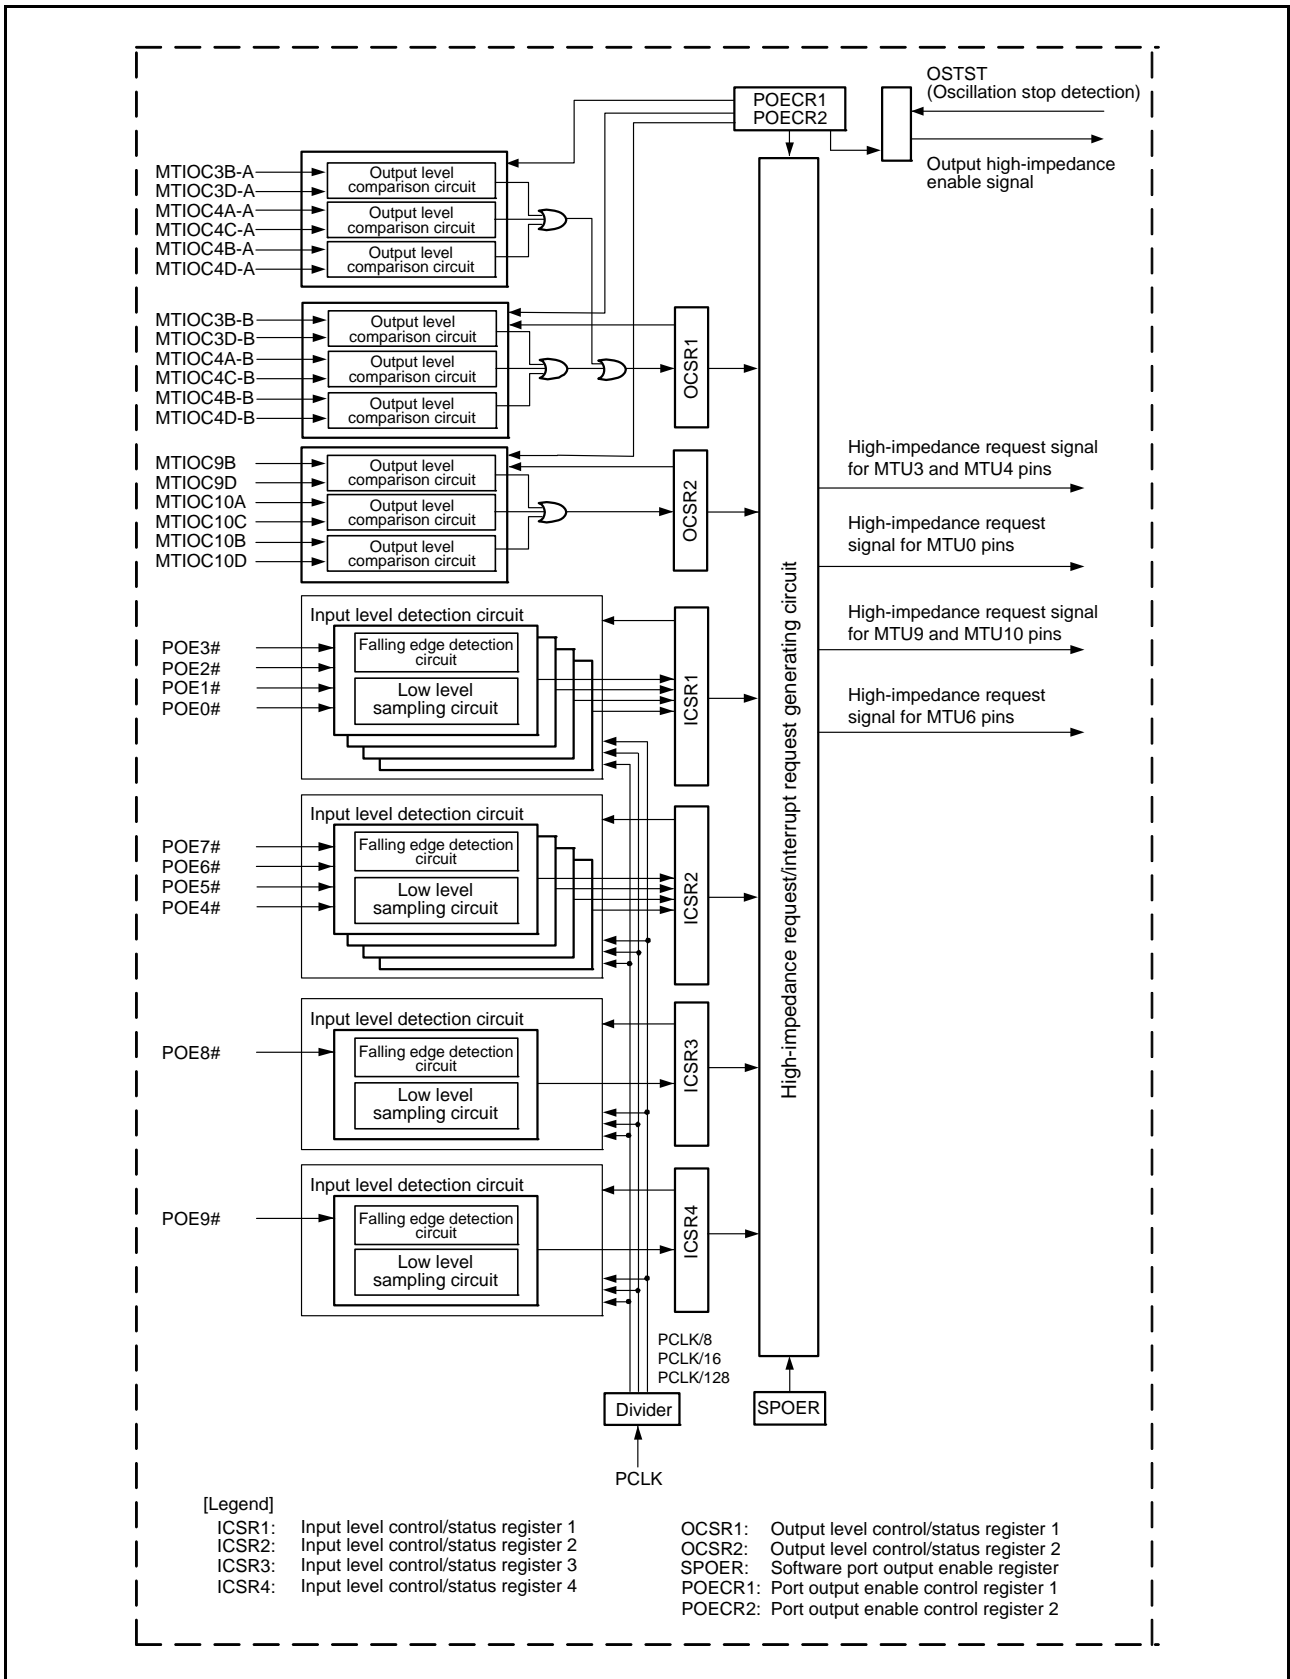 OSTST
(Oscillation stop detection)
POECR1
POECR2
Output high-impedance
enable signal
MTIOC3B-A
MTIOC3D-A
MTIOC4A-A
MTIOC4C-A
MTIOC4B-A
MTIOC4D-A
Output level
comparison circuit
Output level
comparison circuit
Output level
comparison circuit
MTIOC3B-B
MTIOC3D-B
MTIOC4A-B
MTIOC4C-B
MTIOC4B-B
MTIOC4D-B
Output level
comparison circuit
Output level
comparison circuit
Output level
comparison circuit
OCSR1
MTIOC9B
MTIOC9D
MTIOC10A
MTIOC10C
MTIOC10B
MTIOC10D
Output level
comparison circuit
Output level
comparison circuit
Output level
comparison circuit
OCSR2
High-impedance request/interrupt request generating circuit
High-impedance request signal
for MTU3 and MTU4 pins
High-impedance request
signal for MTU0 pins
High-impedance request signal
for MTU9 and MTU10 pins
High-impedance request
signal for MTU6 pins
POE3#
POE2#
POE1#
POE0#
Input level detection circuit
Falling edge detection
circuit
Low level
sampling circuit
ICSR1
POE7#
POE6#
POE5#
POE4#
Input level detection circuit
Falling edge detection
circuit
Low level
sampling circuit
ICSR2
POE8#
Input level detection circuit
Falling edge detection
circuit
Low level
sampling circuit
ICSR3
POE9#
Input level detection circuit
Falling edge detection
circuit
Low level
sampling circuit
ICSR4
PCLK/8
PCLK/16
PCLK/128
Divider
SPOER
PCLK
[Legend]
ICSR1: Input level control/status register 1
ICSR2: Input level control/status register 2
ICSR3: Input level control/status register 3
ICSR4: Input level control/status register 4
OCSR1: Output level control/status register 1
OCSR2: Output level control/status register 2
SPOER: Software port output enable register
POECR1: Port output enable control register 1
POECR2: Port output enable control register 2